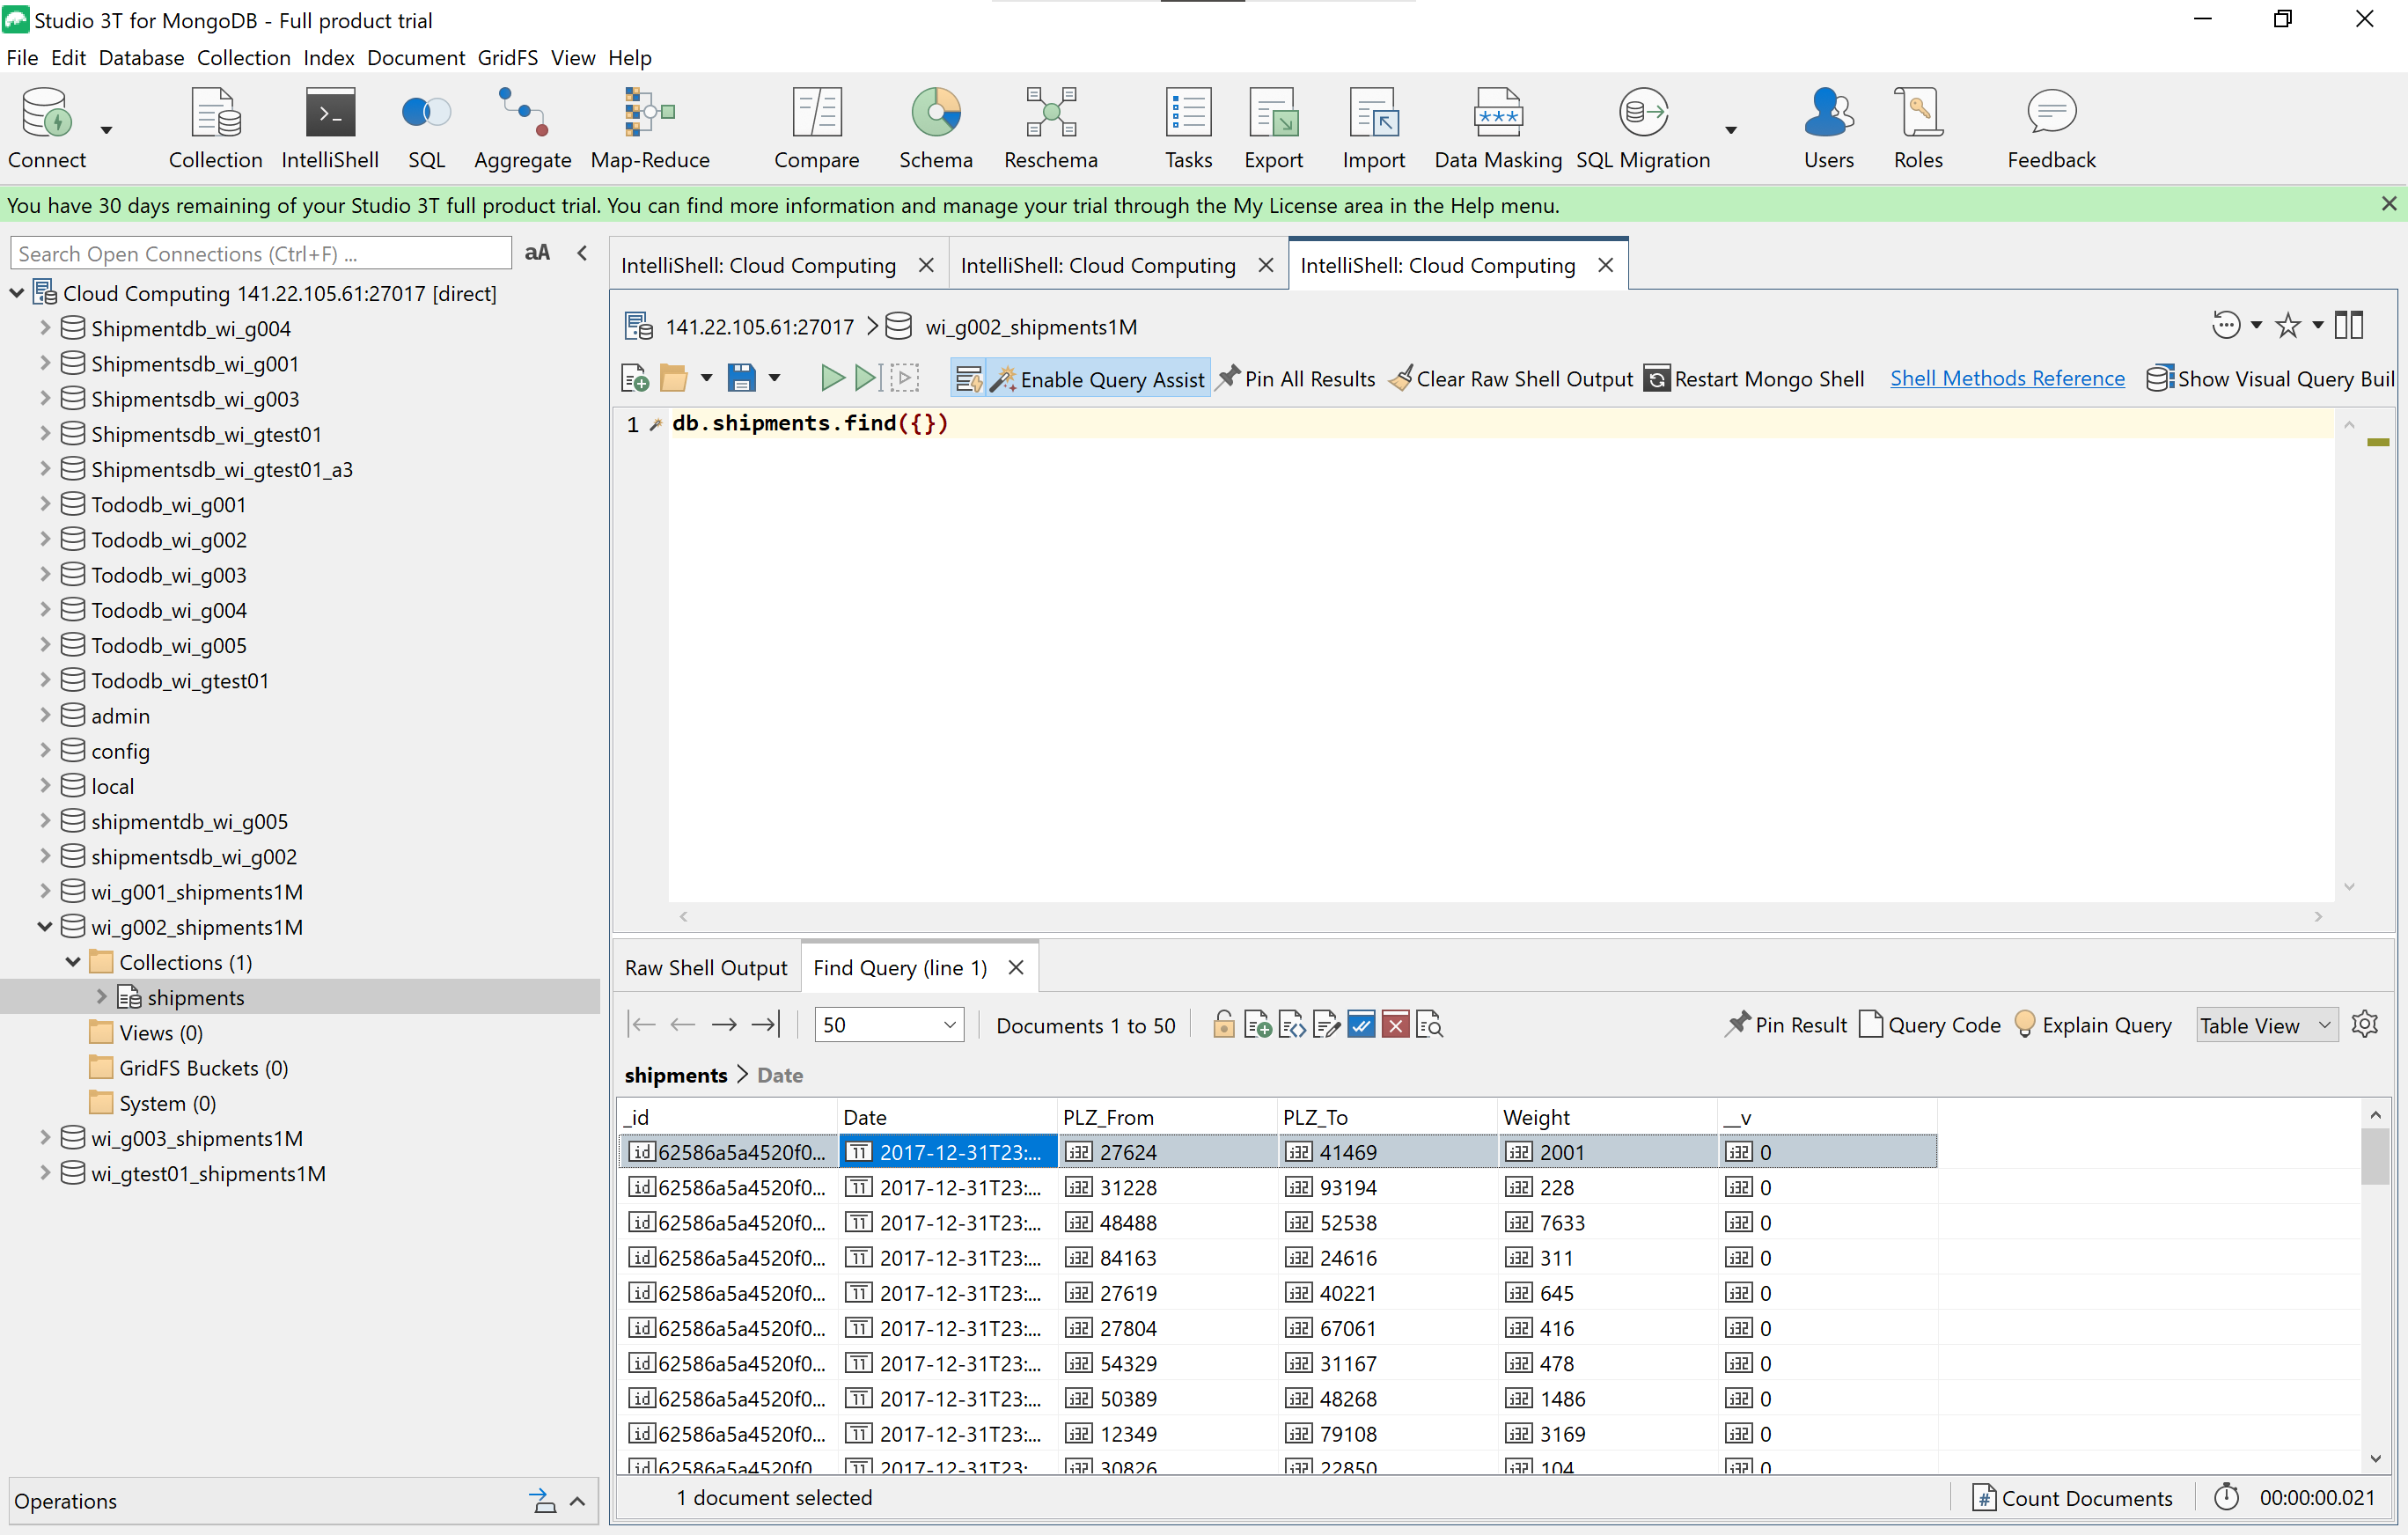 Studio 3T for MongoDB - Full product trial
File Edit Database Collection Index Document GridFS View Help
Connect Collection IntelliShell SQL Aggregate Map-Reduce Compare Schema Reschema Tasks Export Import Data Masking SQL Migration Users Roles Feedback
You have 30 days remaining of your Studio 3T full product trial. You can find more information and manage your trial through the My License area in the Help menu.
Search Open Connections (Ctrl+F) ... aA
Cloud Computing 141.22.105.61:27017 [direct]
Shipmentdb_wi_g004
Shipmentsdb_wi_g001
Shipmentsdb_wi_g003
Shipmentsdb_wi_gtest01
Shipmentsdb_wi_gtest01_a3
Tododb_wi_g001
Tododb_wi_g002
Tododb_wi_g003
Tododb_wi_g004
Tododb_wi_g005
Tododb_wi_gtest01
admin
config
local
shipmentdb_wi_g005
shipmentsdb_wi_g002
wi_g001_shipments1M
wi_g002_shipments1M
Collections (1)
shipments
Views (0)
GridFS Buckets (0)
System (0)
wi_g003_shipments1M
wi_gtest01_shipments1M
Operations
IntelliShell: Cloud Computing IntelliShell: Cloud Computing IntelliShell: Cloud Computing
141.22.105.61:27017 wi_g002_shipments1M
Enable Query Assist Pin All Results Clear Raw Shell Output Restart Mongo Shell Shell Methods Reference Show Visual Query Buil
1 db.shipments.find({})
Raw Shell Output Find Query (line 1)
50 Documents 1 to 50 Pin Result Query Code Explain Query Table View
shipments > Date
_id Date PLZ_From PLZ_To Weight __v
62586a5a4520f0... 2017-12-31T23:... 27624 41469 2001 0
62586a5a4520f0... 2017-12-31T23:... 31228 93194 228 0
62586a5a4520f0... 2017-12-31T23:... 48488 52538 7633 0
62586a5a4520f0... 2017-12-31T23:... 84163 24616 311 0
62586a5a4520f0... 2017-12-31T23:... 27619 40221 645 0
62586a5a4520f0... 2017-12-31T23:... 27804 67061 416 0
62586a5a4520f0... 2017-12-31T23:... 54329 31167 478 0
62586a5a4520f0... 2017-12-31T23:... 50389 48268 1486 0
62586a5a4520f0... 2017-12-31T23:... 12349 79108 3169 0
62586a5a4520f0... 2017-12-31T23:... 30826 22850 104 0
1 document selected Count Documents 00:00:00.021